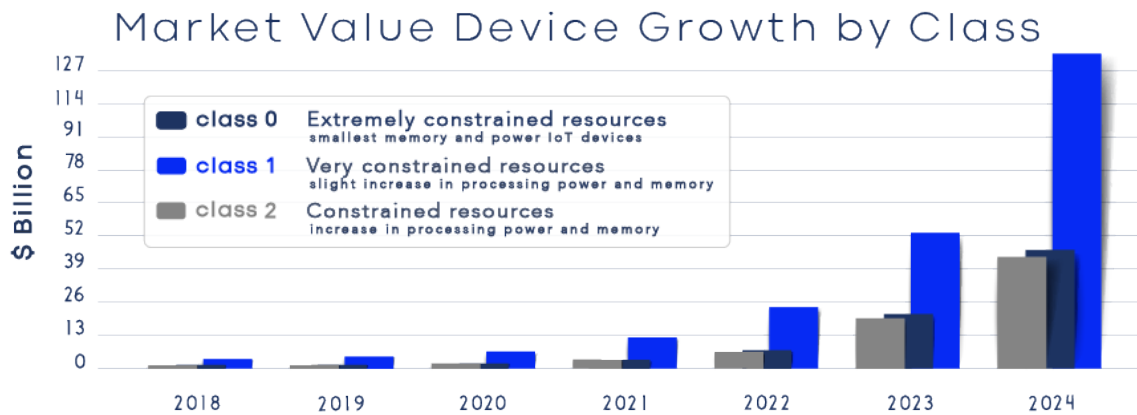 Market Value Device Growth by Class
$ Billion
127
114
91
78
65
52
39
26
13
0
class 0 Extremely constrained resources
smallest memory and power IoT devices
class 1 Very constrained resources
slight increase in processing power and memory
class 2 Constrained resources
increase in processing power and memory
2018 2019 2020 2021 2022 2023 2024